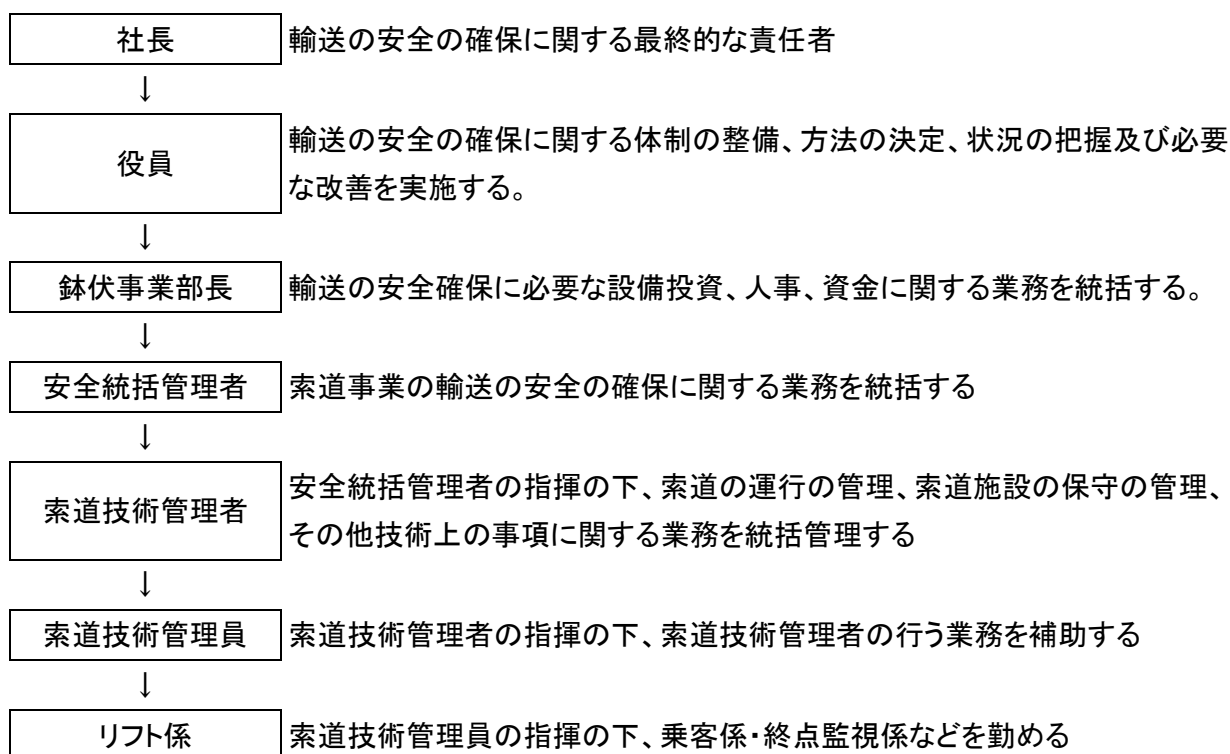 社長 輸送の安全の確保に関する最終的な責任者
↓
輸送の安全の確保に関する体制の整備、方法の決定、状況の把握及び必要
役員
な改善を実施する。
↓
鉢伏事業部長 輸送の安全確保に必要な設備投資、人事、資金に関する業務を統括する。
↓
安全統括管理者 索道事業の輸送の安全の確保に関する業務を統括する
↓
安全統括管理者の指揮の下、索道の運行の管理、索道施設の保守の管理、
索道技術管理者
その他技術上の事項に関する業務を統括管理する
↓
索道技術管理員 索道技術管理者の指揮の下、索道技術管理者の行う業務を補助する
↓
リフト係 索道技術管理員の指揮の下、乗客係・終点監視係などを勤める